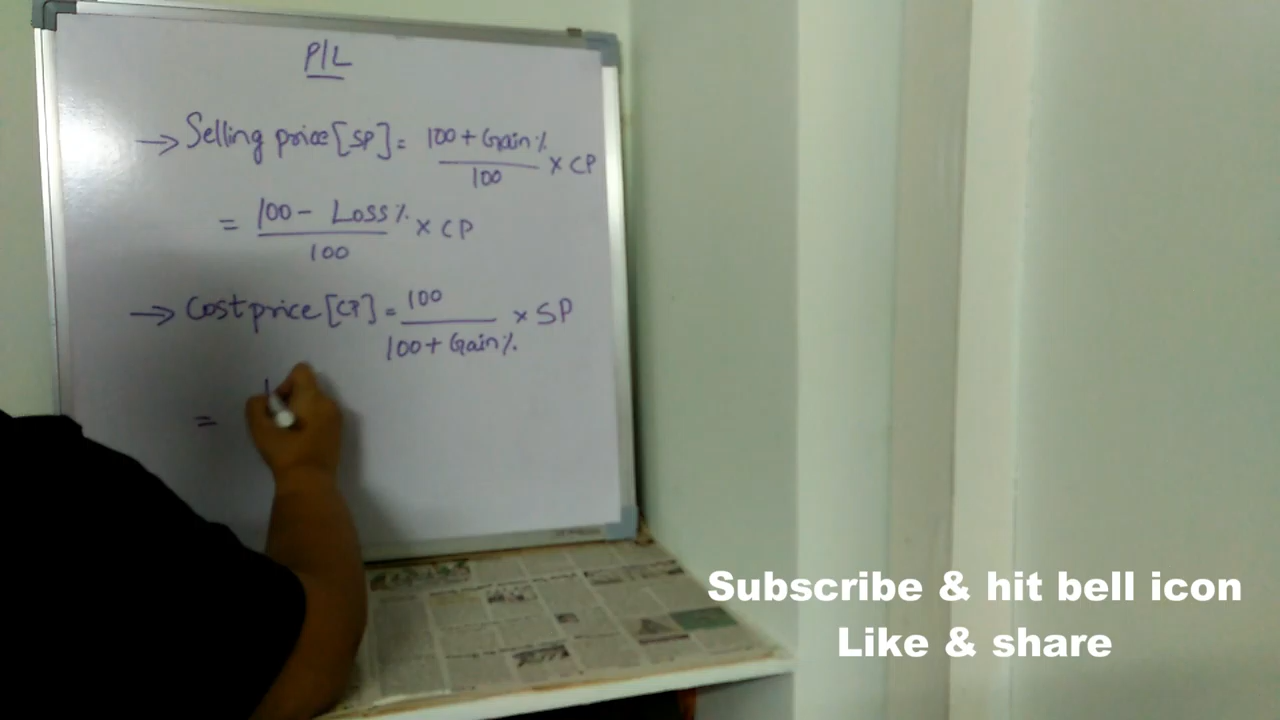 P/L
→ Selling price [SP] = 100 + Gain% / 100 × CP
= 100 - Loss% / 100 × CP
→ Cost price [CP] = 100 / 100 + Gain% × SP
=
Subscribe & hit bell icon
Like & share